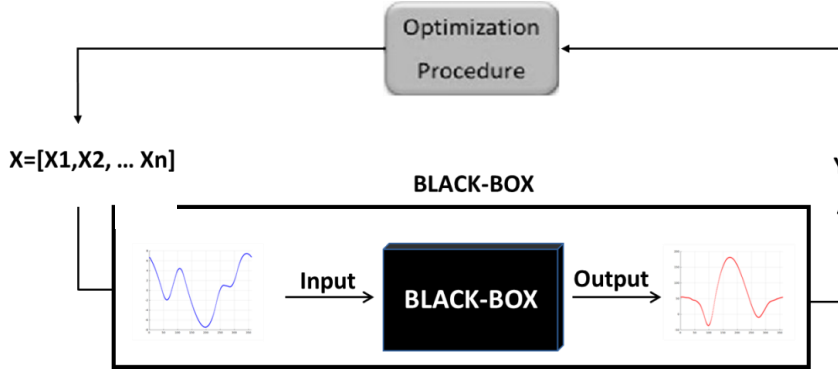 Optimization
Procedure
X=[X1,X2, ... Xn]
BLACK-BOX
Input
BLACK-BOX
Output